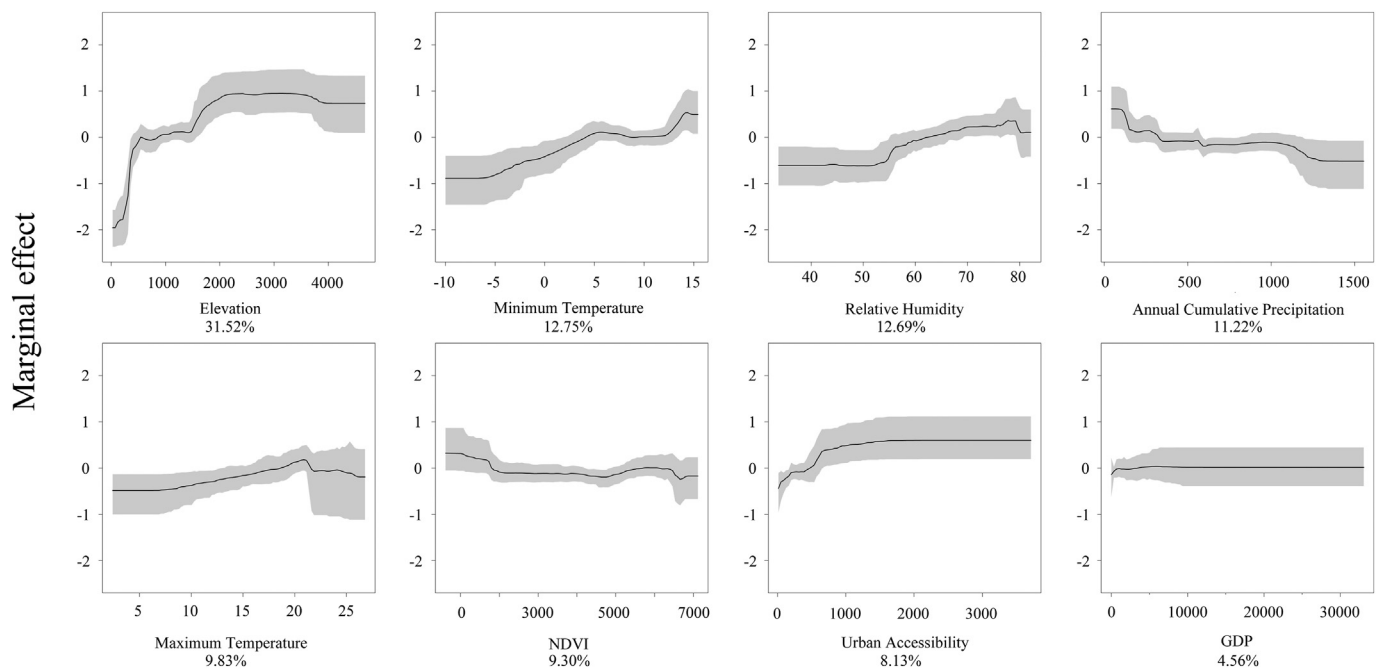 Marginal effect
2 1 0 -1 -2
0 1000 2000 3000 4000
Elevation
31.52%
2 1 0 -1 -2
-10 -5 0 5 10 15
Minimum Temperature
12.75%
2 1 0 -1 -2
40 50 60 70 80
Relative Humidity
12.69%
2 1 0 -1 -2
0 500 1000 1500
Annual Cumulative Precipitation
11.22%
2 1 0 -1 -2
5 10 15 20 25
Maximum Temperature
9.83%
2 1 0 -1 -2
0 3000 5000 7000
NDVI
9.30%
2 1 0 -1 -2
0 1000 2000 3000
Urban Accessibility
8.13%
2 1 0 -1 -2
0 10000 20000 30000
GDP
4.56%